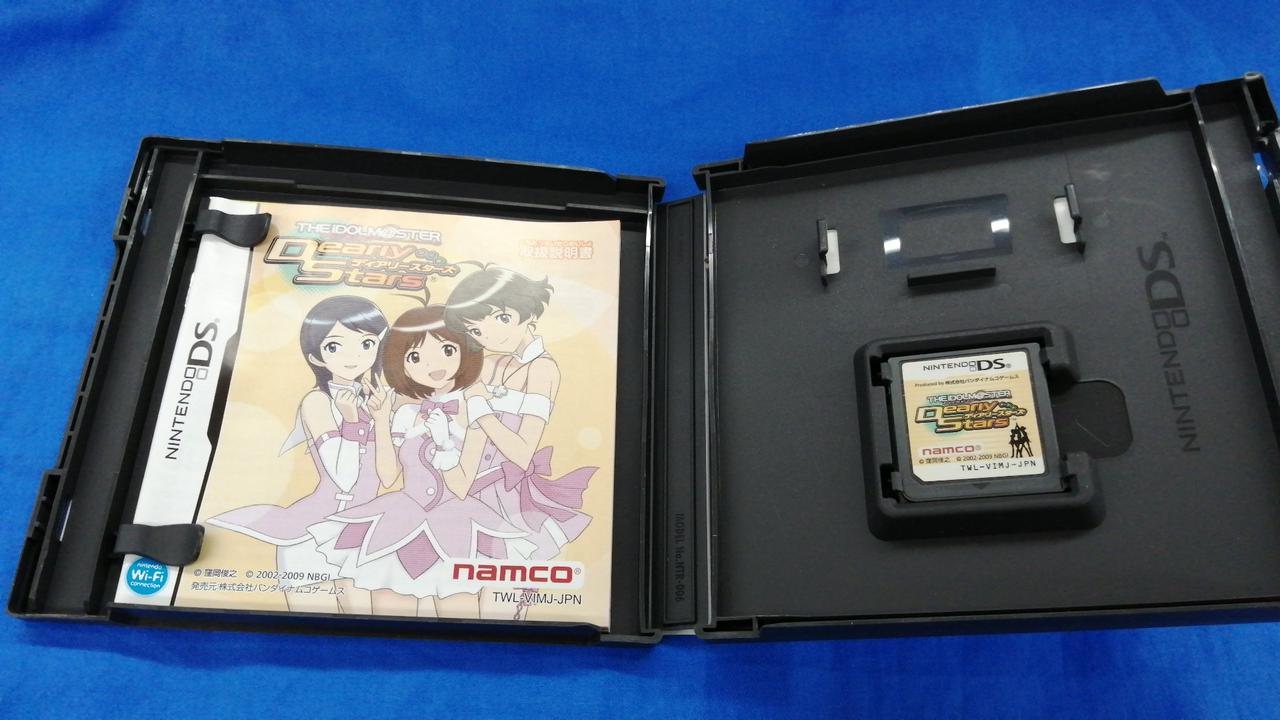 THE IDOLM@STER
Dearly
Stars
ディアリースターズ
取扱説明書
NINTENDO DS
nintendo
Wi-Fi
connection
© 窪岡俊之 © 2002-2009 NBGI
発売元:株式会社バンダイナムコゲームス
namco®
TWL-VIMJ-JPN
MODEL No.NTR-006
NINTENDO DS™
NINTENDO DS®
Produced by 株式会社バンダイナムコゲームス
THE IDOLM@STER
Dearly
Stars
ディアリースターズ
namco®
© 窪岡俊之 © 2002-2009 NBGI
TWL-VIMJ-JPN